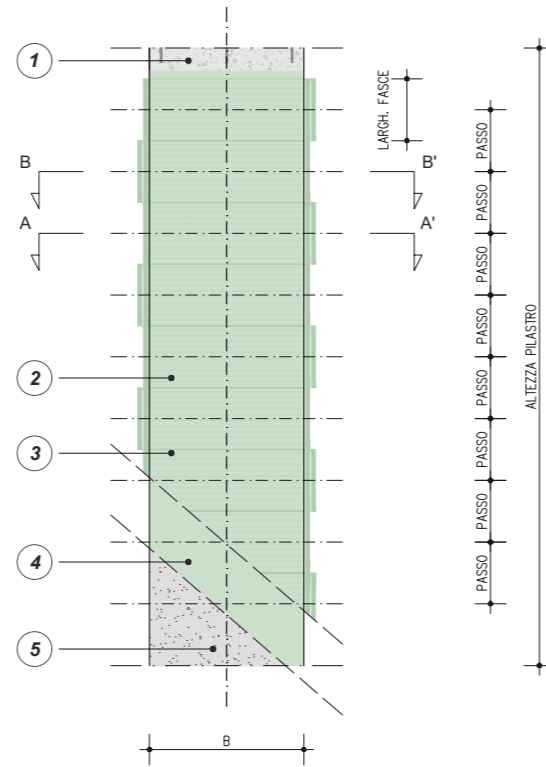 1
LARGH. FASCE
PASSO
B
B'
PASSO
A
A'
PASSO
PASSO
ALTEZZA PILASTRO
2
PASSO
PASSO
3
PASSO
4
PASSO
5
B